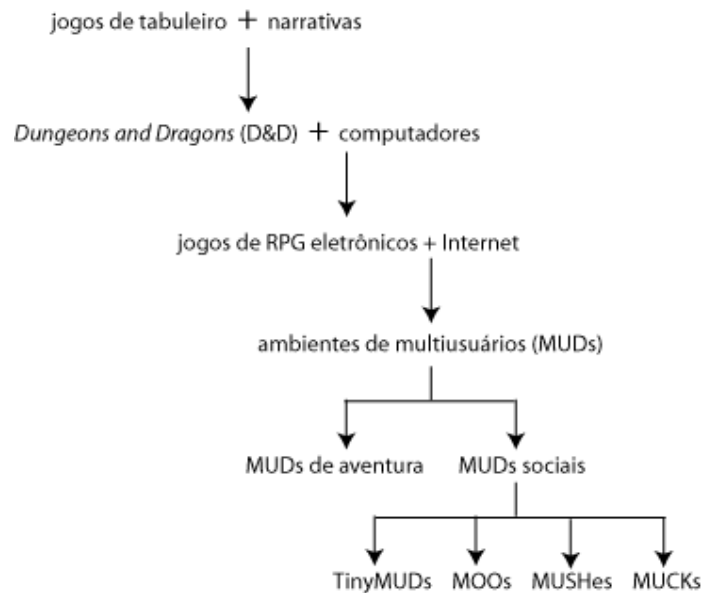 jogos de tabuleiro + narrativas
Dungeons and Dragons (D&D) + computadores
jogos de RPG eletrônicos + Internet
ambientes de multiusuários (MUDs)
MUDs de aventura MUDs sociais
TinyMUDs MOOs MUSHes MUCKs